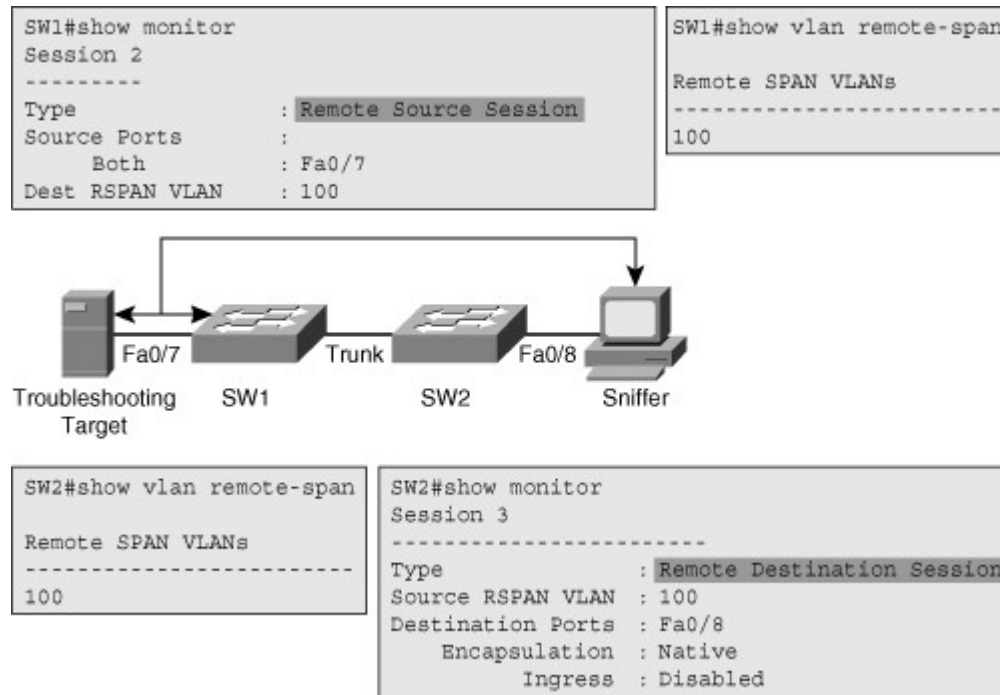 SW1#show monitor
Session 2
---------
Type : Remote Source Session
Source Ports :
Both : Fa0/7
Dest RSPAN VLAN : 100
SW1#show vlan remote-span
Remote SPAN VLANs
-------------------------
100
Fa0/7
Trunk
Fa0/8
Troubleshooting
Target
SW1
SW2
Sniffer
SW2#show vlan remote-span
Remote SPAN VLANs
-------------------------
100
SW2#show monitor
Session 3
------------------------
Type : Remote Destination Session
Source RSPAN VLAN : 100
Destination Ports : Fa0/8
Encapsulation : Native
Ingress : Disabled